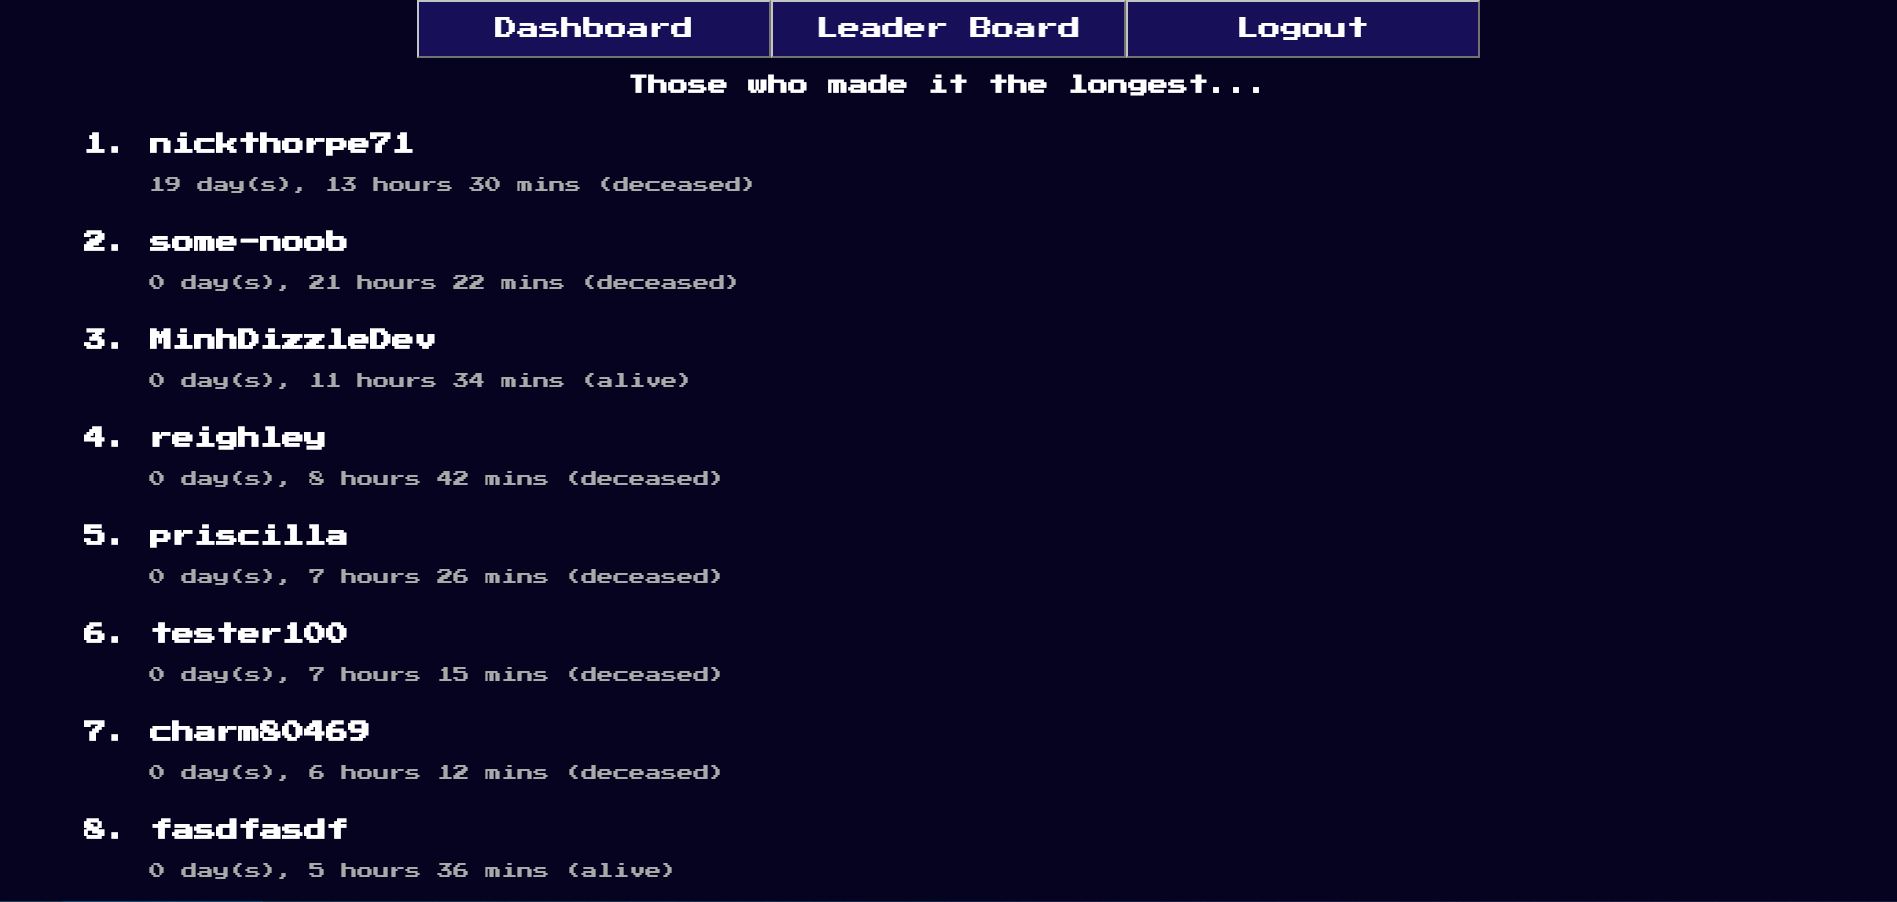 Dashboard Leader Board Logout
Those who made it the longest...
1. nickthorpe71
19 day(s), 13 hours 30 mins (deceased)
2. some-noob
0 day(s), 21 hours 22 mins (deceased)
3. MinhDizzleDev
0 day(s), 11 hours 34 mins (alive)
4. reighley
0 day(s), 8 hours 42 mins (deceased)
5. priscilla
0 day(s), 7 hours 26 mins (deceased)
6. tester100
0 day(s), 7 hours 15 mins (deceased)
7. charm80469
0 day(s), 6 hours 12 mins (deceased)
8. fasdfasdf
0 day(s), 5 hours 36 mins (alive)